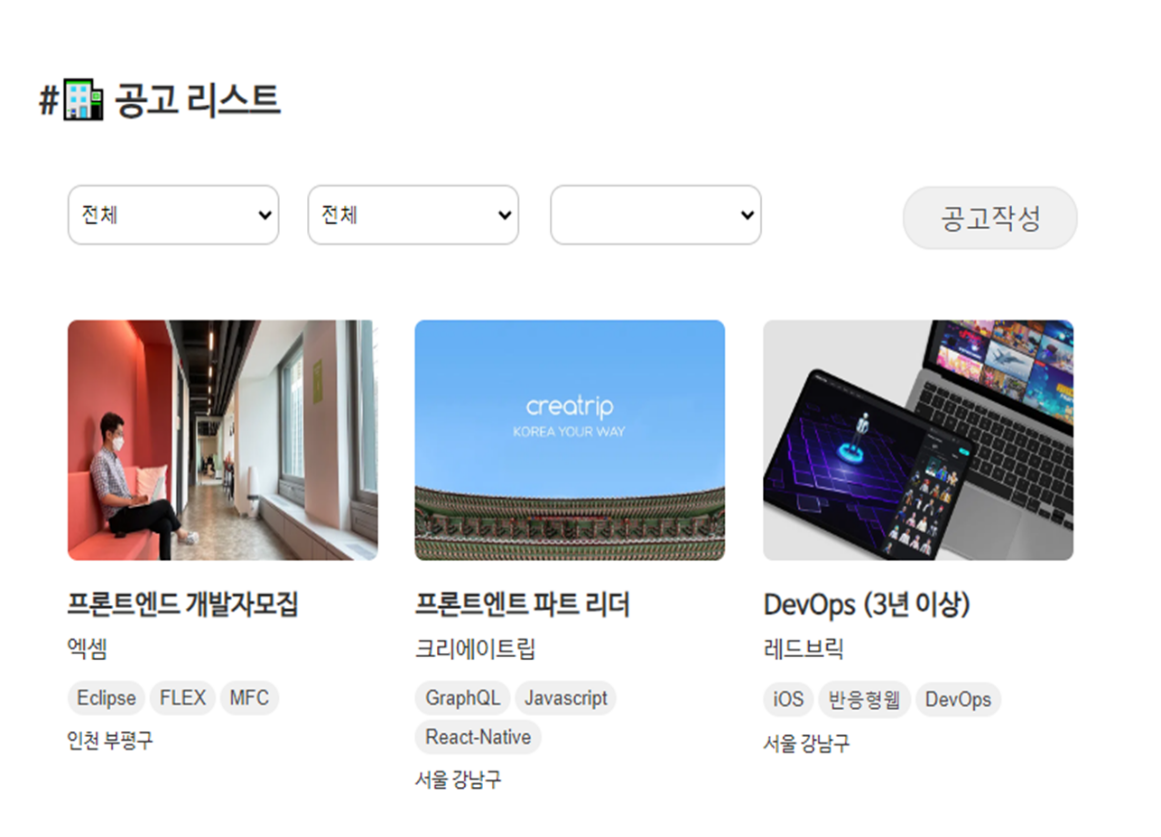 #🏢 공고 리스트
전체 전체 공고작성
creatrip
KOREA YOUR WAY
프론트엔드 개발자모집
엑셈
Eclipse FLEX MFC
인천 부평구
프론트엔트 파트 리더
크리에이트립
GraphQL Javascript
React-Native
서울 강남구
DevOps (3년 이상)
레드브릭
iOS 반응형웹 DevOps
서울 강남구